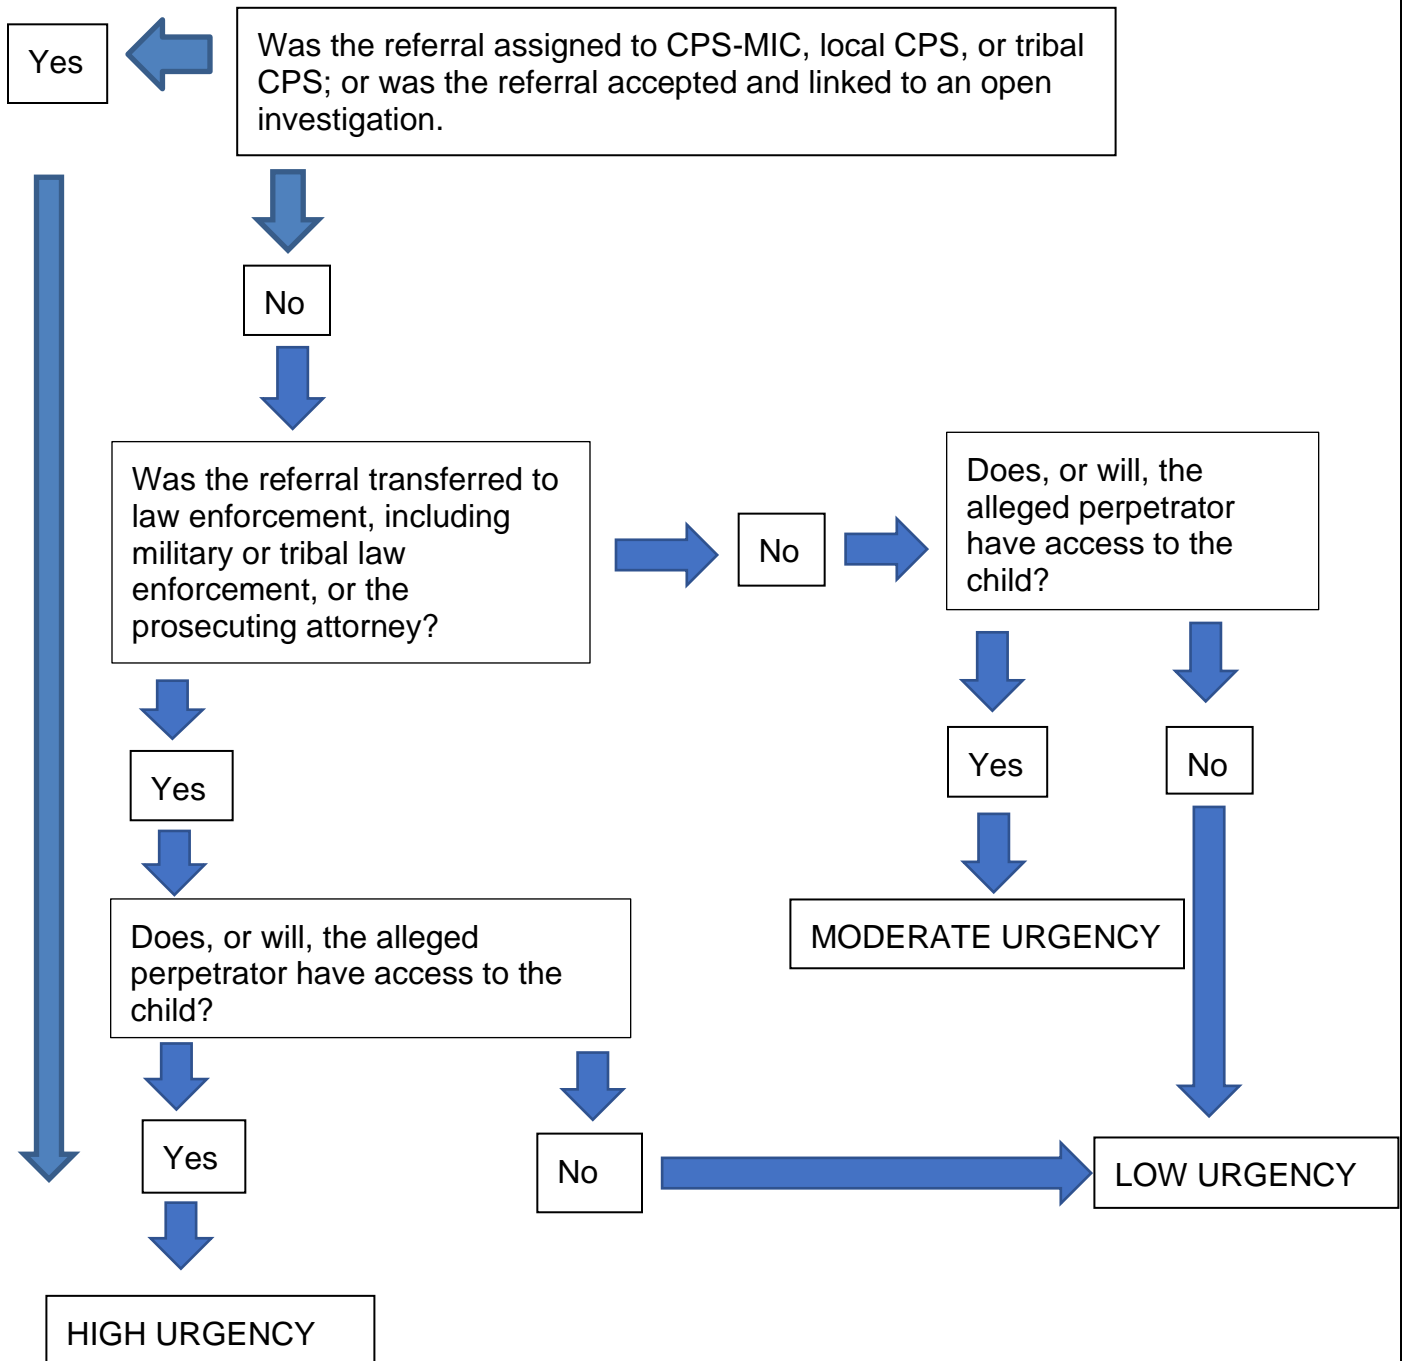 Yes
Was the referral assigned to CPS-MIC, local CPS, or tribal
CPS; or was the referral accepted and linked to an open
investigation.
No
Was the referral transferred to
law enforcement, including
military or tribal law
enforcement, or the
prosecuting attorney?
No
Does, or will, the
alleged perpetrator
have access to the
child?
Yes
Yes
No
Does, or will, the alleged
perpetrator have access to the
child?
MODERATE URGENCY
Yes
No
LOW URGENCY
HIGH URGENCY